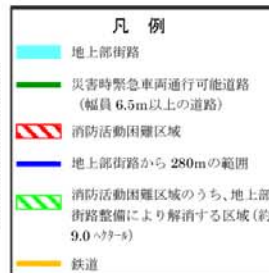 凡 例
地上部街路
災害時緊急車両通行可能道路
(幅員 6.5m以上の道路)
消防活動困難区域
地上部街路から 280mの範囲
消防活動困難区域のうち、地上部
街路整備により解消する区域 (約
9.0 ヘクタール)
鉄道